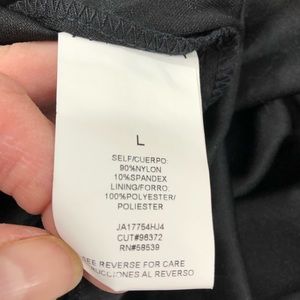 L
SELF/CUERPO:
90%NYLON
10%SPANDEX
LINING/FORRO:
100%POLYESTER/
POLIESTER
JA17754HJ4
CUT#96372
RN#58539
SEE REVERSE FOR CARE
INSTRUCCIONES AL REVERSO